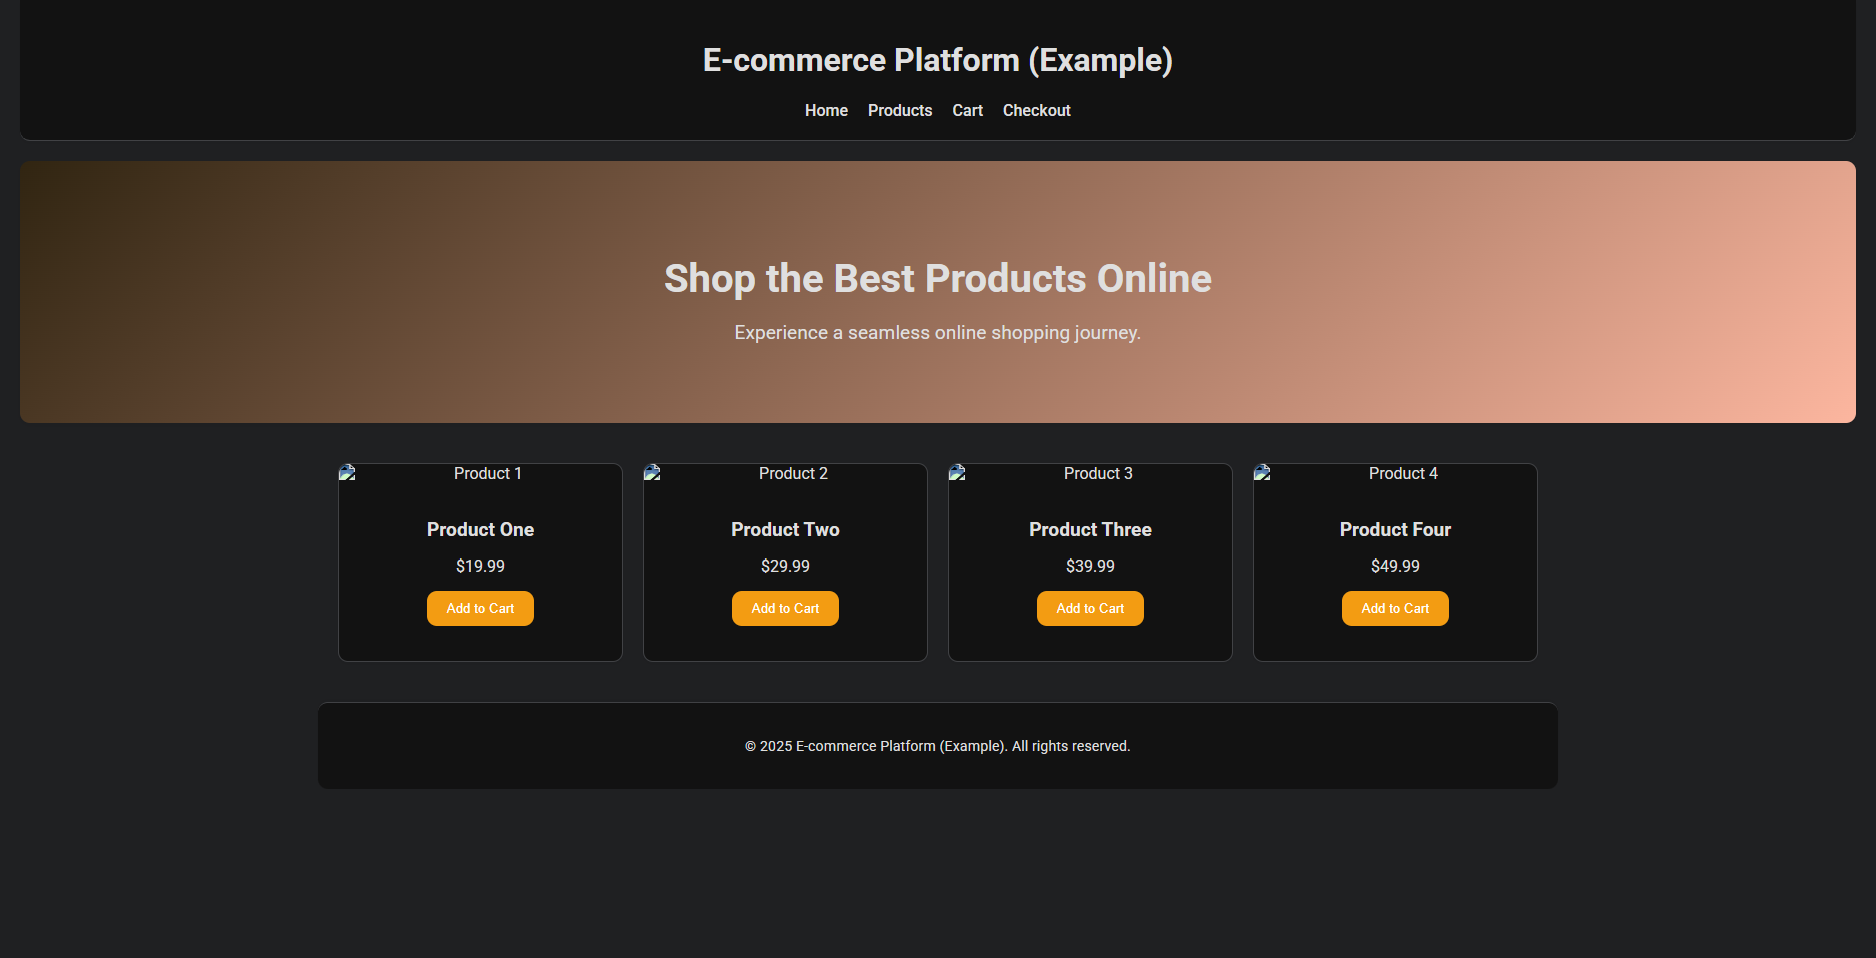 E-commerce Platform (Example)
Home Products Cart Checkout
Shop the Best Products Online
Experience a seamless online shopping journey.
Product 1
Product One
$19.99
Add to Cart
Product 2
Product Two
$29.99
Add to Cart
Product 3
Product Three
$39.99
Add to Cart
Product 4
Product Four
$49.99
Add to Cart
© 2025 E-commerce Platform (Example). All rights reserved.